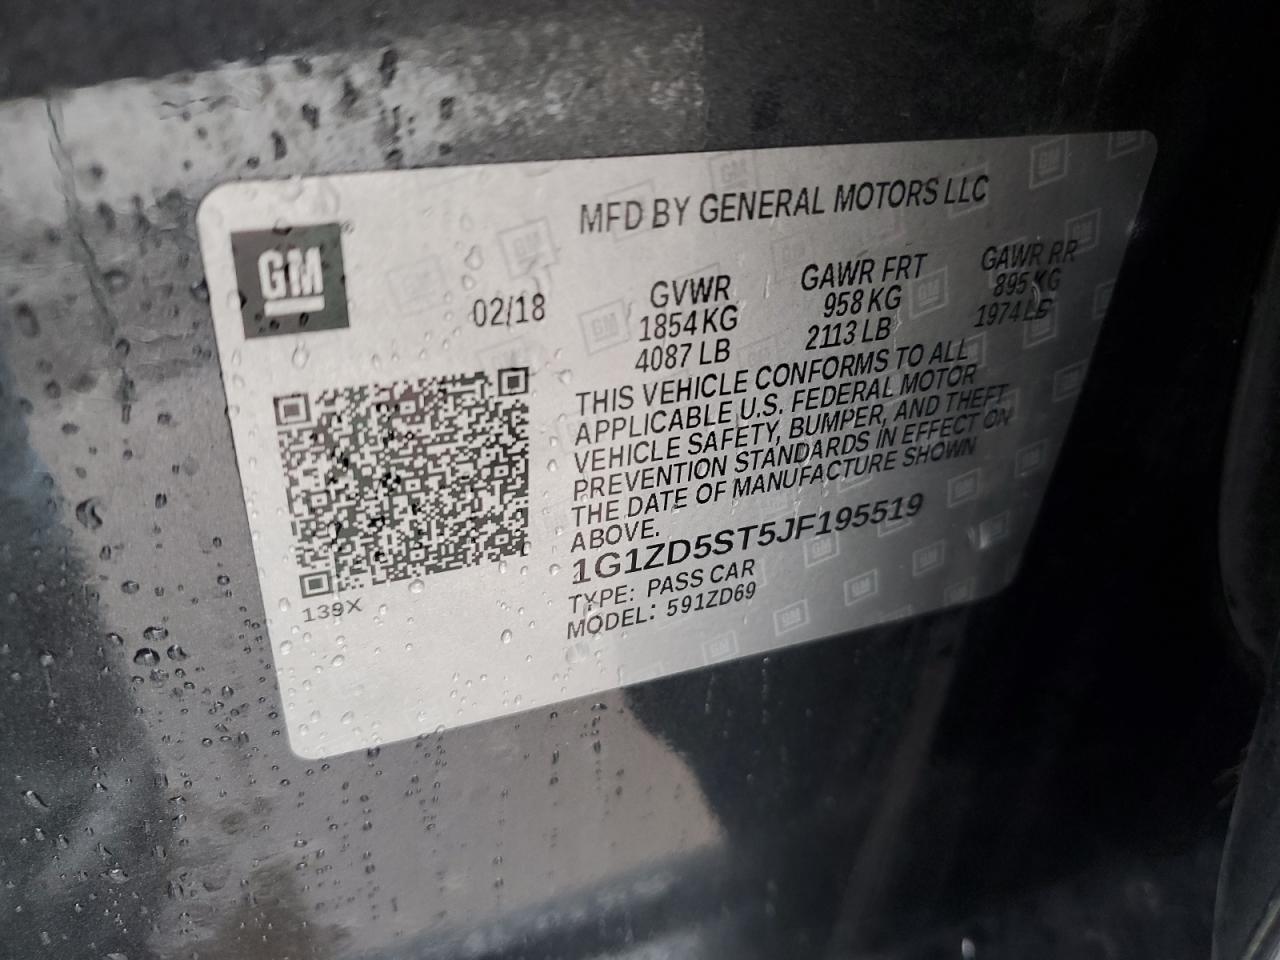 GM
MFD BY GENERAL MOTORS LLC
02/18
GVWR GAWR FRT GAWR RR
1854 KG 958 KG 895 KG
4087 LB 2113 LB 1974 LB
THIS VEHICLE CONFORMS TO ALL
APPLICABLE U.S. FEDERAL MOTOR
VEHICLE SAFETY, BUMPER, AND THEFT
PREVENTION STANDARDS IN EFFECT ON
THE DATE OF MANUFACTURE SHOWN
ABOVE.
1G1ZD5ST5JF195519
TYPE: PASS CAR
MODEL: 591ZD69
139X